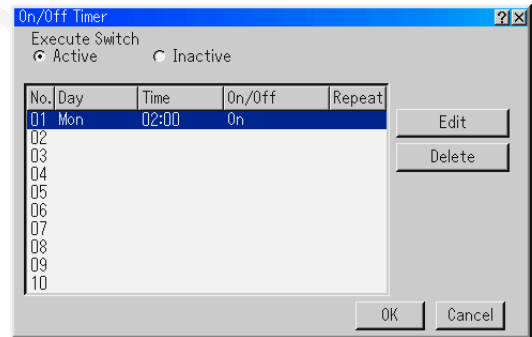 On/Off Timer
Execute Switch
Active Inactive
No. Day Time On/Off Repeat
01 Mon 02:00 On
02
03
04
05
06
07
08
09
10
Edit
Delete
OK Cancel